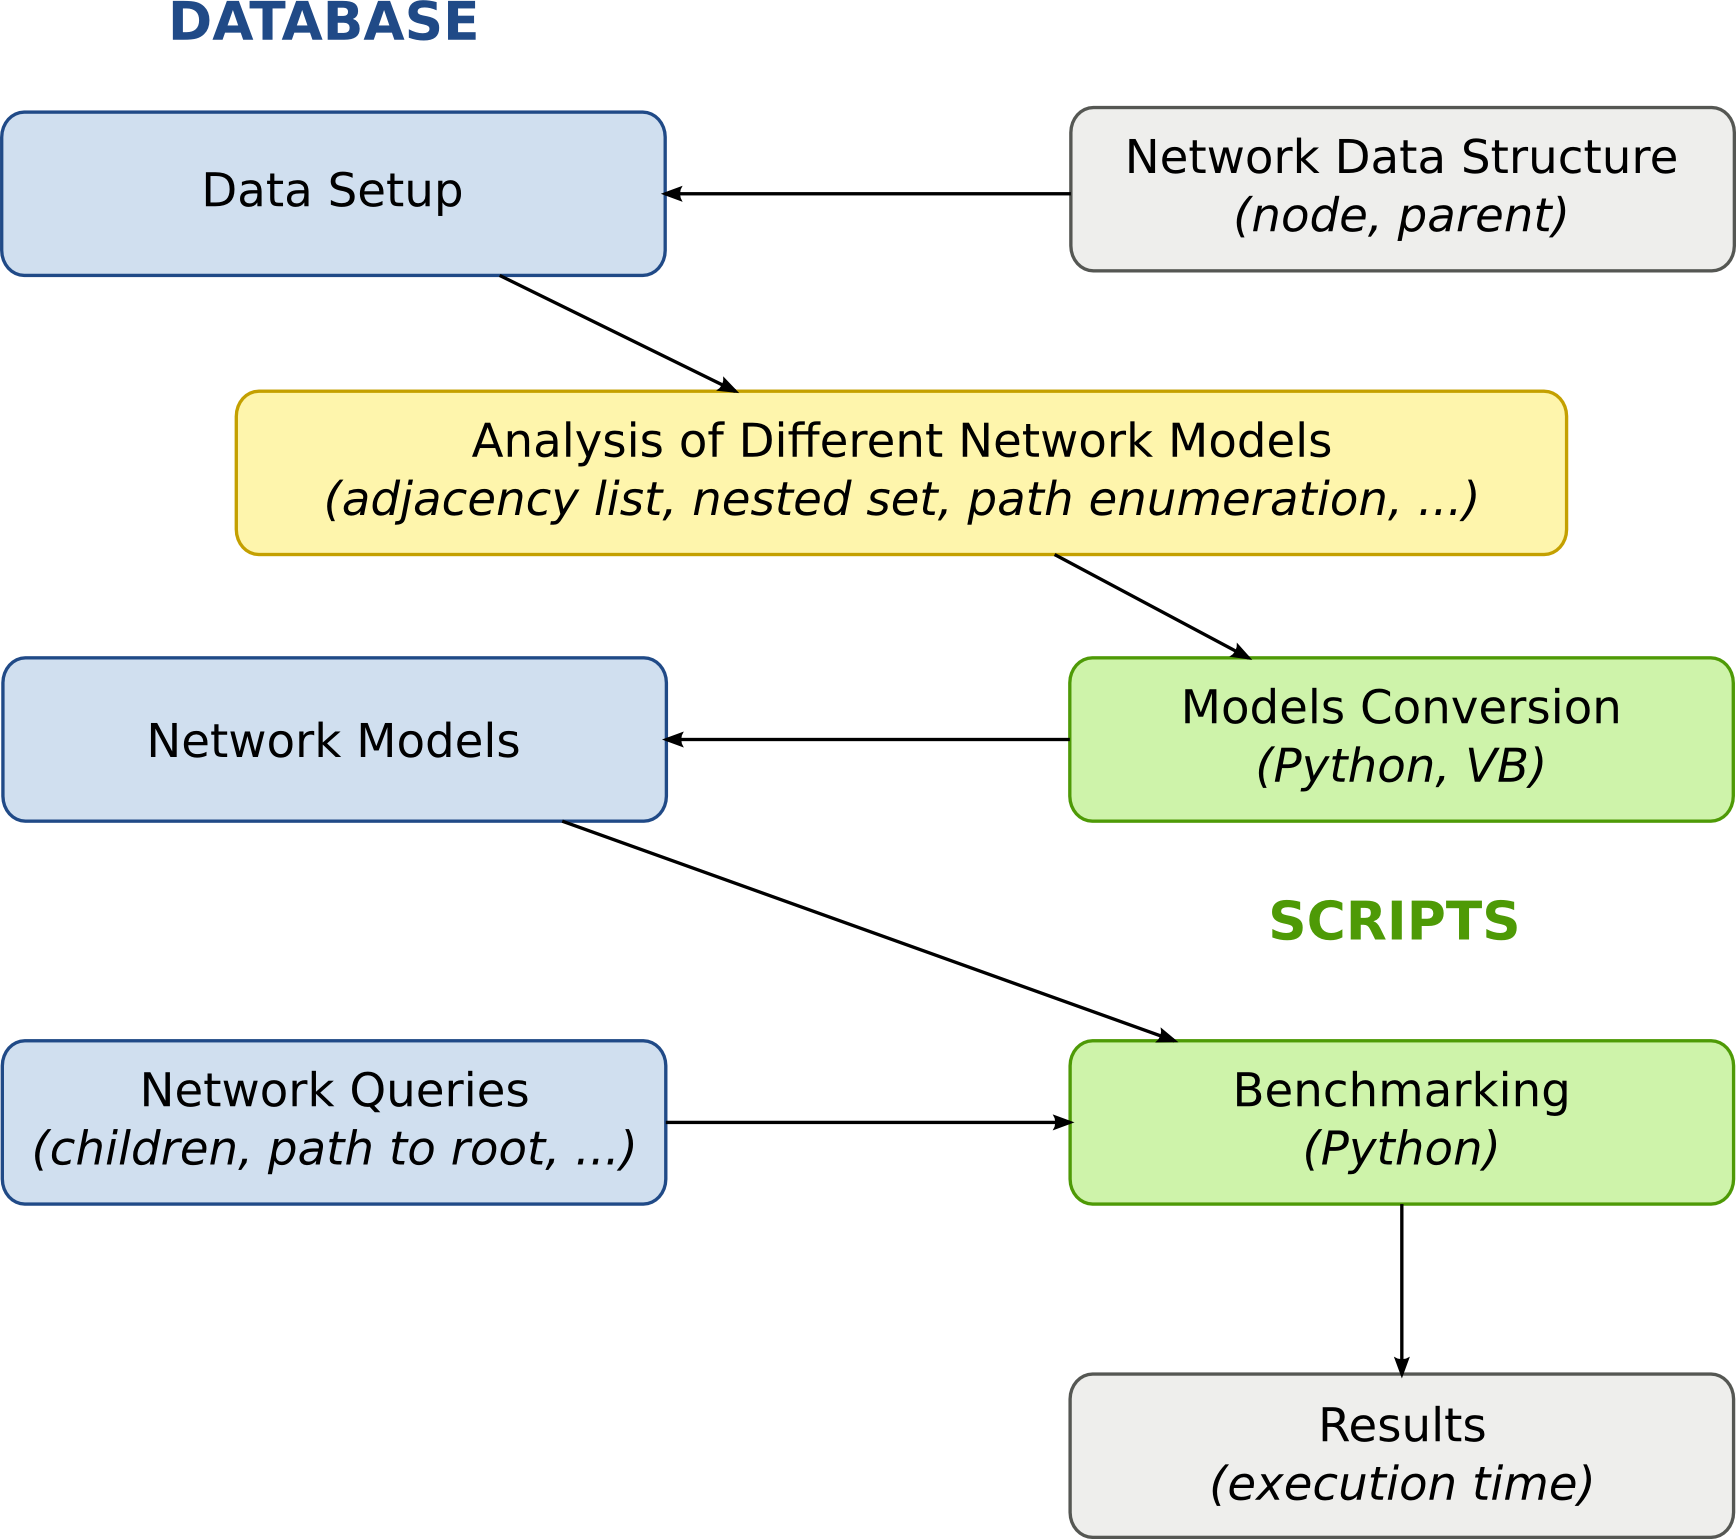 DATABASE
Data Setup
Network Data Structure
(node, parent)
Analysis of Different Network Models
(adjacency list, nested set, path enumeration, ...)
Network Models
Models Conversion
(Python, VB)
SCRIPTS
Network Queries
(children, path to root, ...)
Benchmarking
(Python)
Results
(execution time)